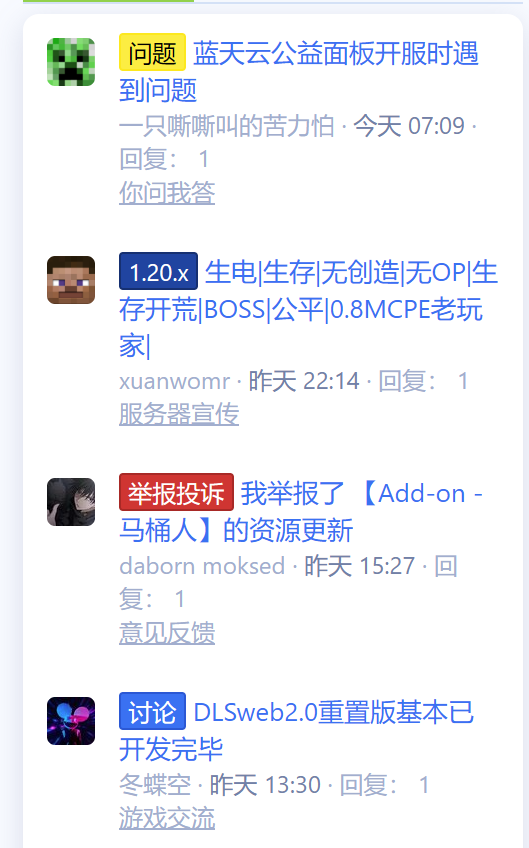 问题 蓝天云公益面板开服时遇
到问题
一只嘶嘶叫的苦力怕 · 今天 07:09 ·
回复： 1
你问我答
1.20.x 生电|生存|无创造|无OP|生
存开荒|BOSS|公平|0.8MCPE老玩
家|
xuanwomr · 昨天 22:14 · 回复： 1
服务器宣传
举报投诉 我举报了 【Add-on -
马桶人】的资源更新
daborn moksed · 昨天 15:27 · 回
复： 1
意见反馈
讨论 DLSweb2.0重置版基本已
开发完毕
冬蝶空 · 昨天 13:30 · 回复： 1
游戏交流